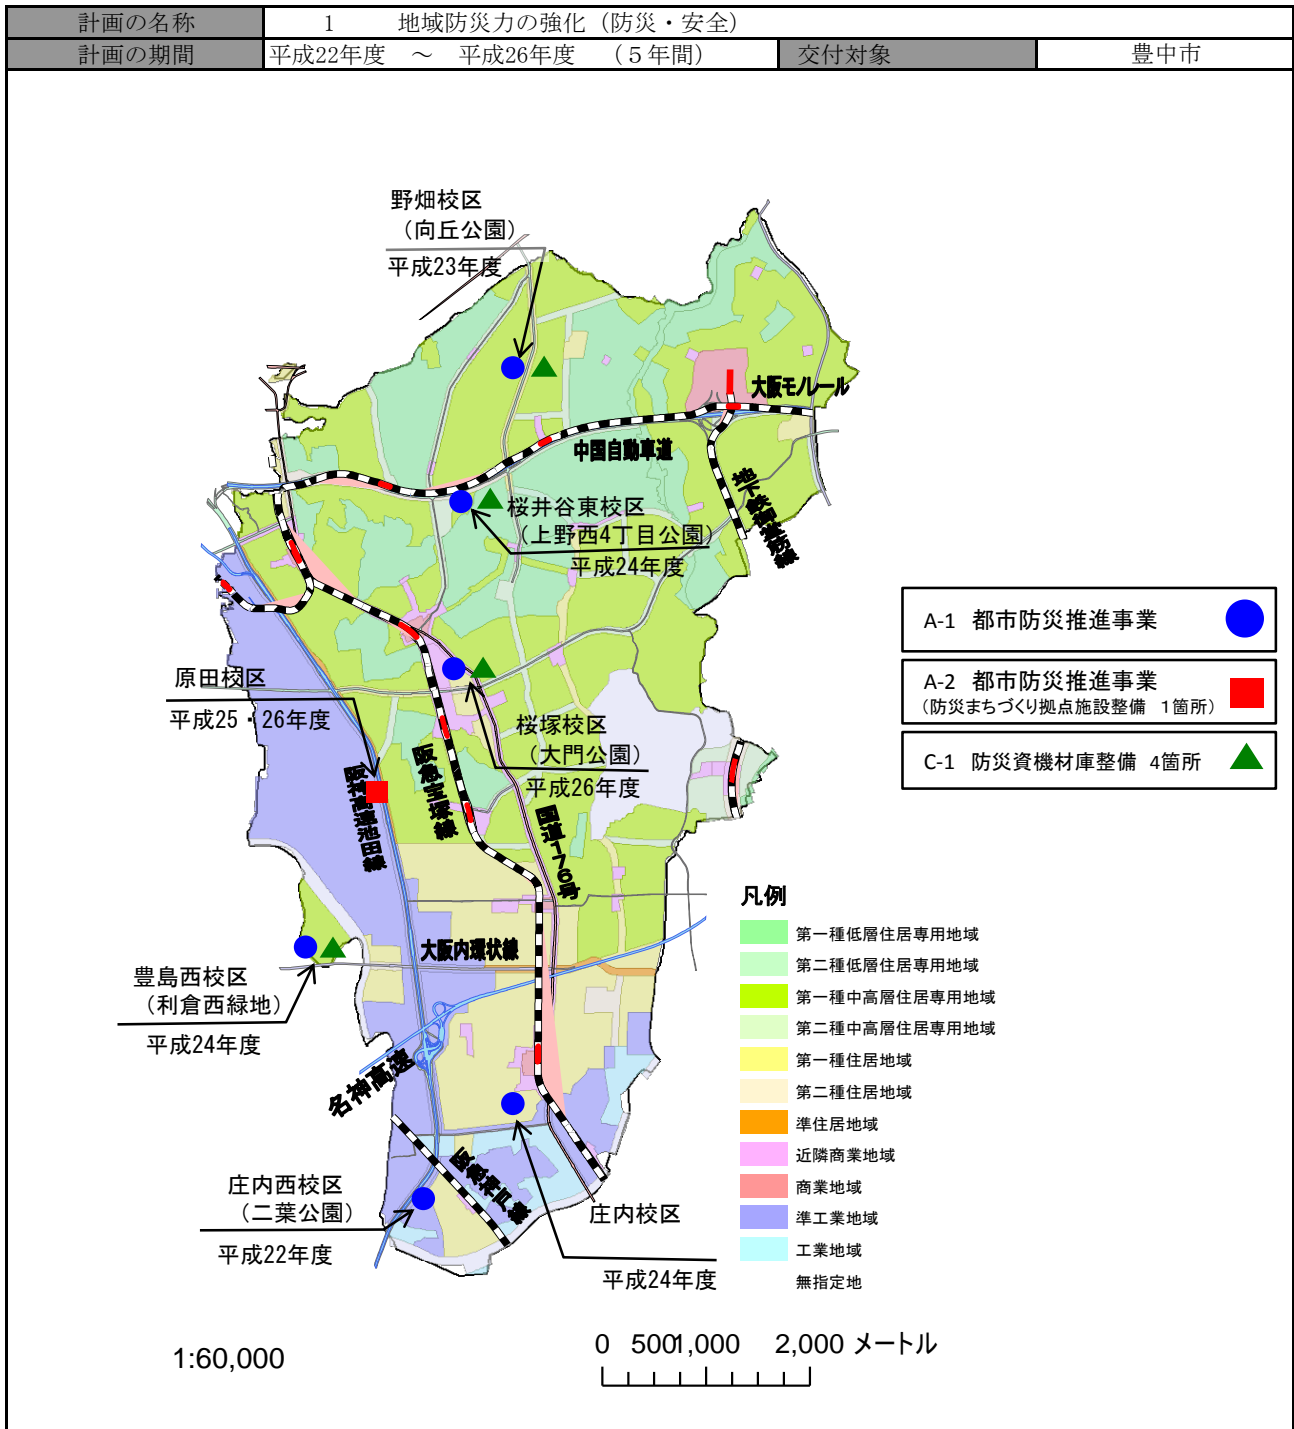 計画の名称 1 地域防災力の強化（防災・安全）
計画の期間 平成22年度 ～ 平成26年度 （５年間） 交付対象 豊中市
野畑校区
（向丘公園）
平成23年度
大阪モノレール
中国自動車道
地下鉄御堂筋線
桜井谷東校区
（上野西4丁目公園）
平成24年度
A-1 都市防災推進事業
A-2 都市防災推進事業
（防災まちづくり拠点施設整備 1箇所）
C-1 防災資機材庫整備 4箇所
原田校区
平成25・26年度
桜塚校区
（大門公園）
平成26年度
阪急宝塚線
阪神高速池田線
国道176号
凡例
第一種低層住居専用地域
第二種低層住居専用地域
第一種中高層住居専用地域
第二種中高層住居専用地域
第一種住居地域
第二種住居地域
準住居地域
近隣商業地域
商業地域
準工業地域
工業地域
無指定地
大阪内環状線
豊島西校区
（利倉西緑地）
平成24年度
名神高速
阪急神戸線
庄内西校区
（二葉公園）
平成22年度
庄内校区
平成24年度
1:60,000
0 500 1,000 2,000 メートル